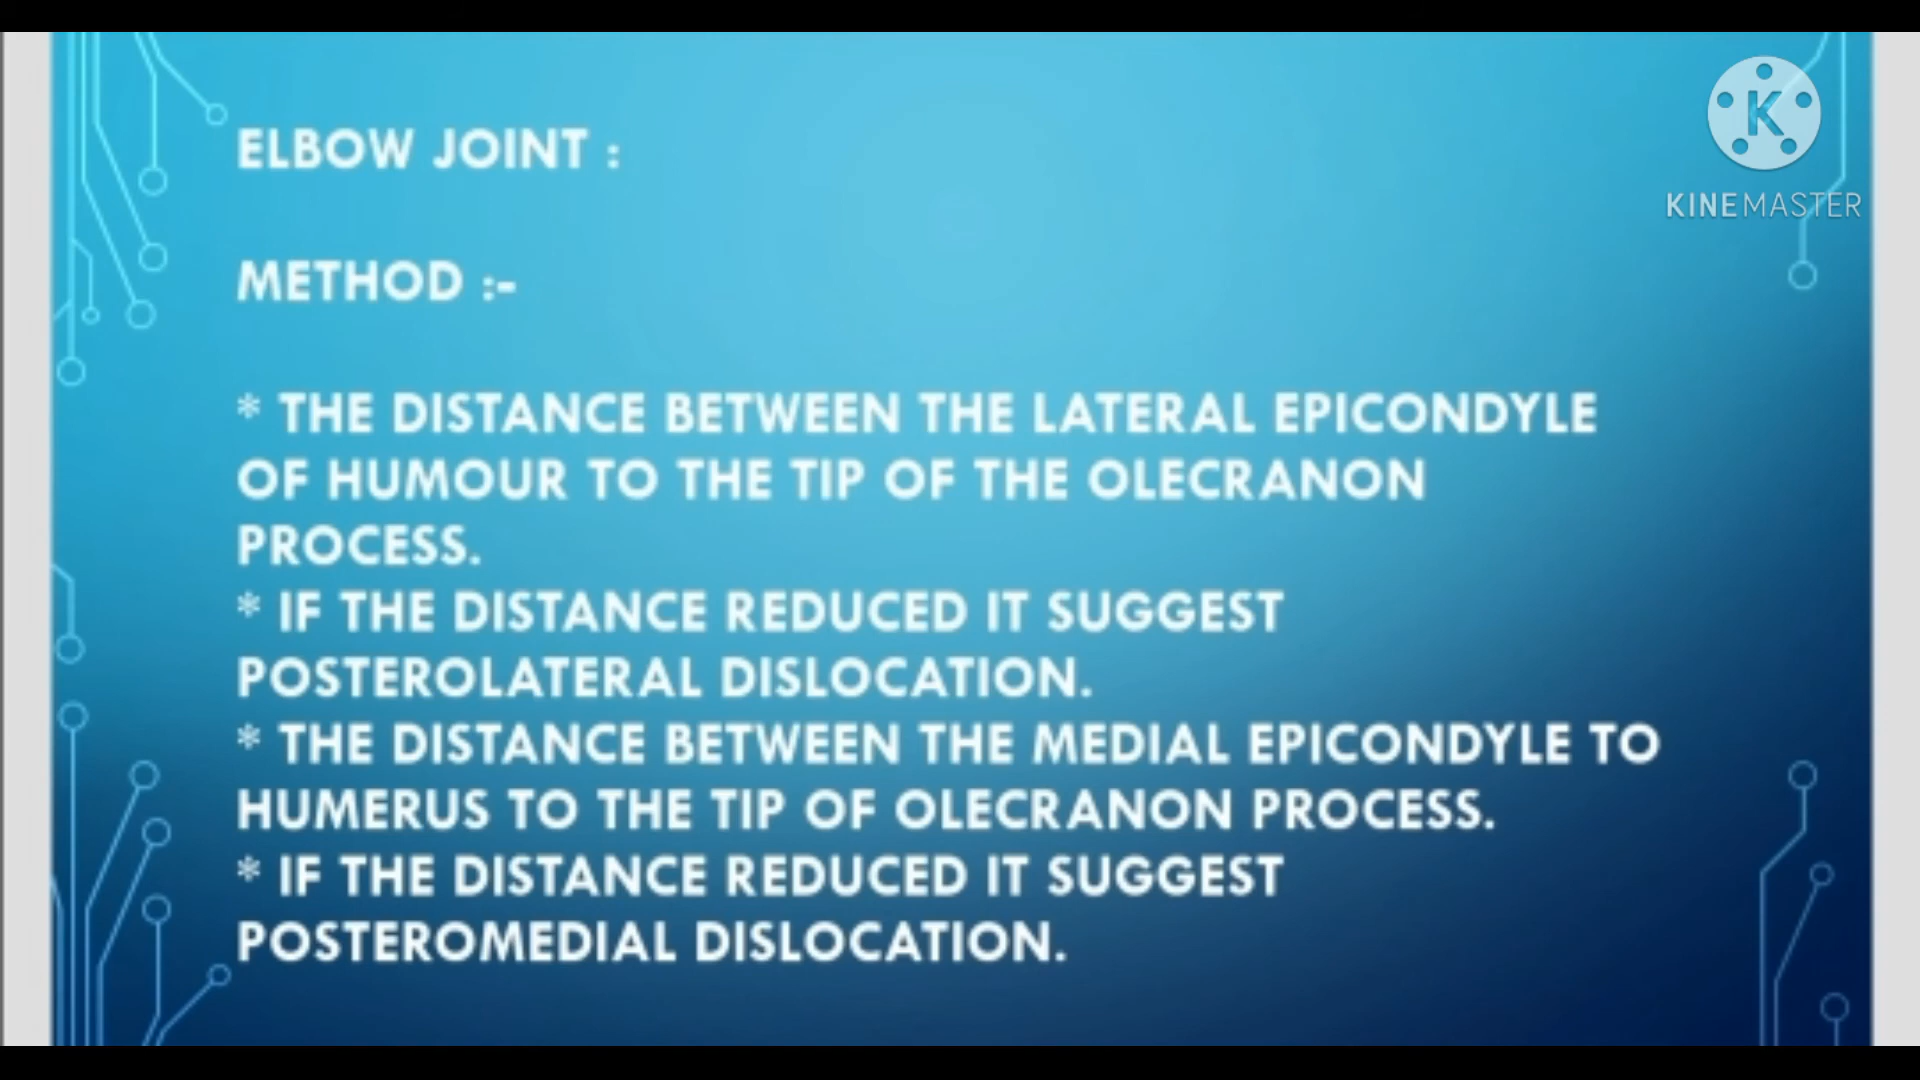 ELBOW JOINT :
KINEMASTER
METHOD :-
* THE DISTANCE BETWEEN THE LATERAL EPICONDYLE
OF HUMOUR TO THE TIP OF THE OLECRANON
PROCESS.
* IF THE DISTANCE REDUCED IT SUGGEST
POSTEROLATERAL DISLOCATION.
* THE DISTANCE BETWEEN THE MEDIAL EPICONDYLE TO
HUMERUS TO THE TIP OF OLECRANON PROCESS.
* IF THE DISTANCE REDUCED IT SUGGEST
POSTEROMEDIAL DISLOCATION.